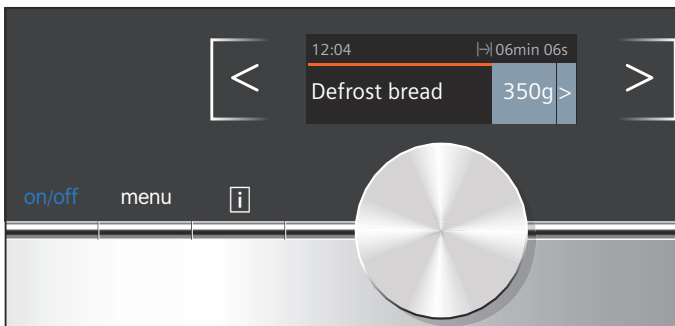 <
12:04 |→| 06min 06s
Defrost bread 350g >
>
on/off menu i